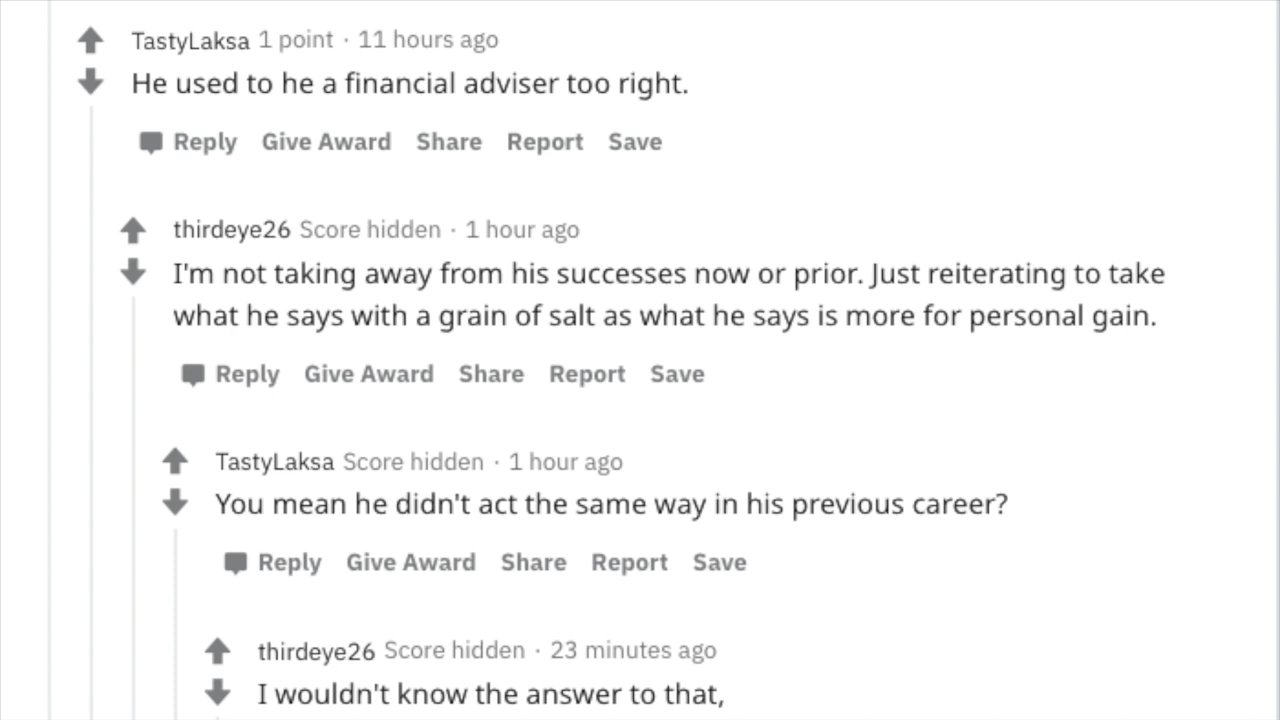 TastyLaksa 1 point · 11 hours ago
He used to he a financial adviser too right.
Reply Give Award Share Report Save
thirdeye26 Score hidden · 1 hour ago
I'm not taking away from his successes now or prior. Just reiterating to take
what he says with a grain of salt as what he says is more for personal gain.
Reply Give Award Share Report Save
TastyLaksa Score hidden · 1 hour ago
You mean he didn't act the same way in his previous career?
Reply Give Award Share Report Save
thirdeye26 Score hidden · 23 minutes ago
I wouldn't know the answer to that,